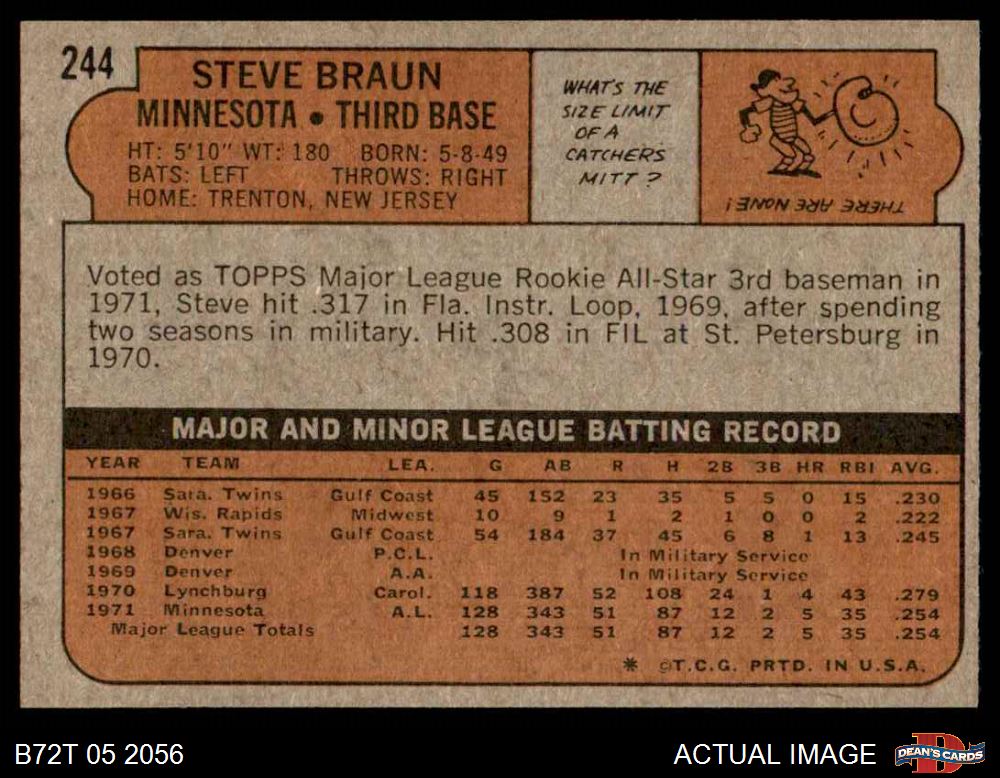 244
STEVE BRAUN
MINNESOTA • THIRD BASE
HT: 5'10" WT: 180 BORN: 5-8-49
BATS: LEFT THROWS: RIGHT
HOME: TRENTON, NEW JERSEY
WHAT'S THE
SIZE LIMIT
OF A
CATCHERS
MITT?
THERE ARE NONE!
Voted as TOPPS Major League Rookie All-Star 3rd baseman in
1971, Steve hit .317 in Fla. Instr. Loop, 1969, after spending
two seasons in military. Hit .308 in FIL at St. Petersburg in
1970.
MAJOR AND MINOR LEAGUE BATTING RECORD
YEAR TEAM LEA. G AB R H 2B 3B HR RBI AVG.
1966 Sara. Twins Gulf Coast 45 152 23 35 5 5 0 15 .230
1967 Wis. Rapids Midwest 10 9 1 2 1 0 0 2 .222
1967 Sara. Twins Gulf Coast 54 184 37 45 6 8 1 13 .245
1968 Denver P.C.L. In Military Service
1969 Denver A.A. In Military Service
1970 Lynchburg Carol. 118 387 52 108 24 1 4 43 .279
1971 Minnesota A.L. 128 343 51 87 12 2 5 35 .254
Major League Totals 128 343 51 87 12 2 5 35 .254
* ©T.C.G. PRTD. IN U.S.A.
B72T 05 2056
ACTUAL IMAGE
DEAN'S CARDS